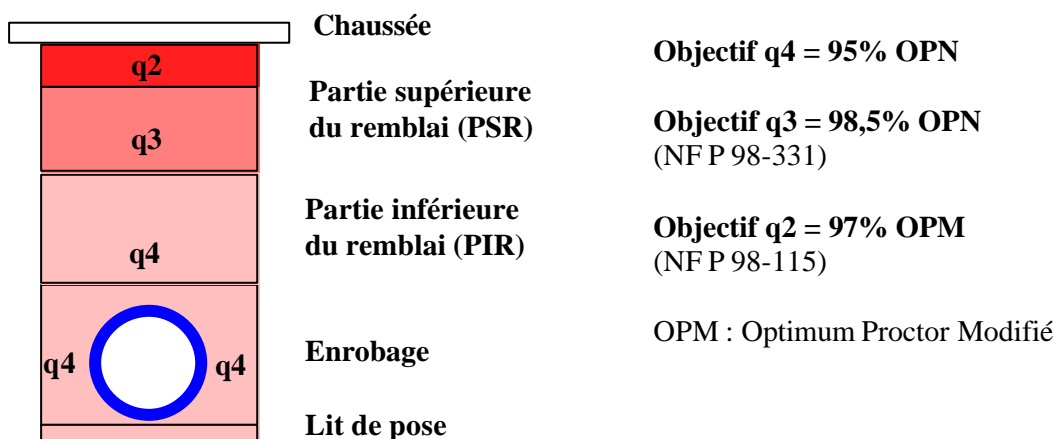 Chaussée
q2
Partie supérieure
du remblai (PSR)
q3
Partie inférieure
du remblai (PIR)
q4
q4
q4
Enrobage
Lit de pose
Objectif q4 = 95% OPN
Objectif q3 = 98,5% OPN
(NF P 98-331)
Objectif q2 = 97% OPM
(NF P 98-115)
OPM : Optimum Proctor Modifié